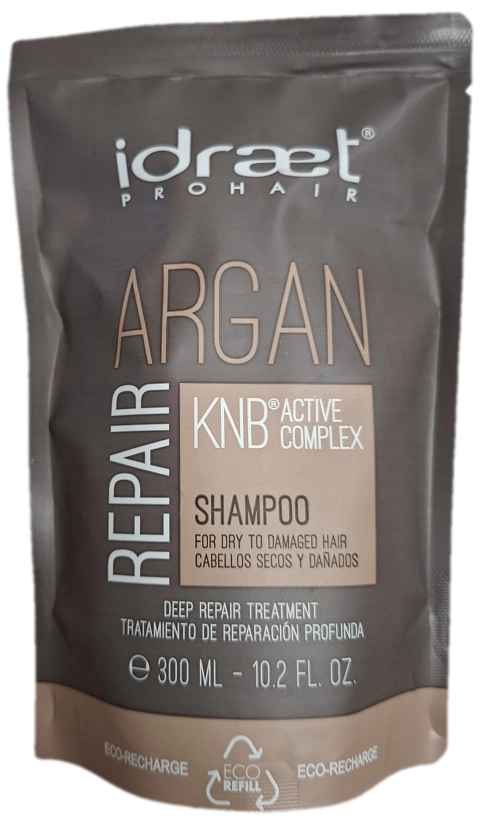 idraet®
PROHAIR
ARGAN
REPAIR
KNB® ACTIVE
COMPLEX
SHAMPOO
FOR DRY TO DAMAGED HAIR
CABELLOS SECOS Y DAÑADOS
DEEP REPAIR TREATMENT
TRATAMIENTO DE REPARACIÓN PROFUNDA
℮ 300 ML - 10.2 FL. OZ.
ECO-RECHARGE
ECO
REFILL
ECO-RECHARGE